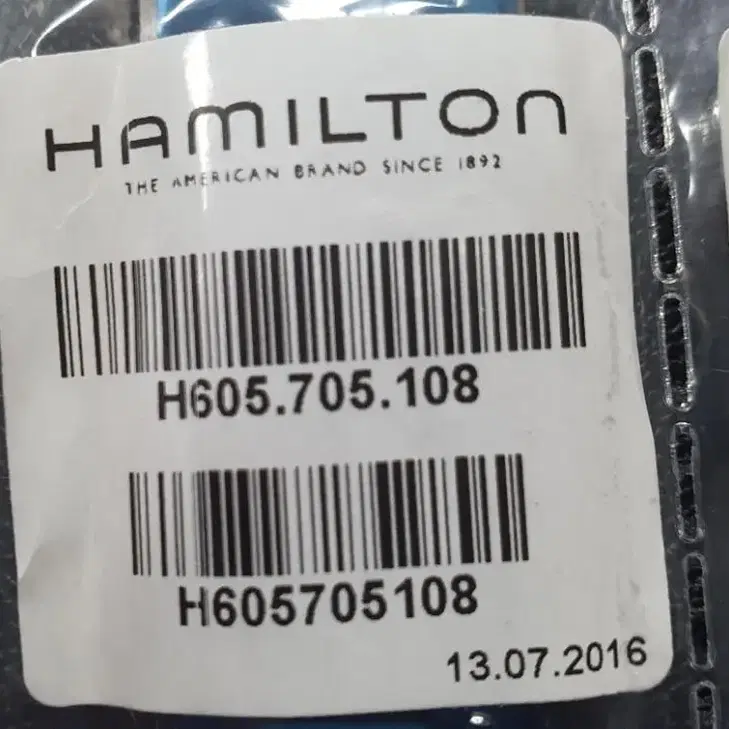 HAMILTON
THE AMERICAN BRAND SINCE 1892
H605.705.108
H605705108
13.07.2016